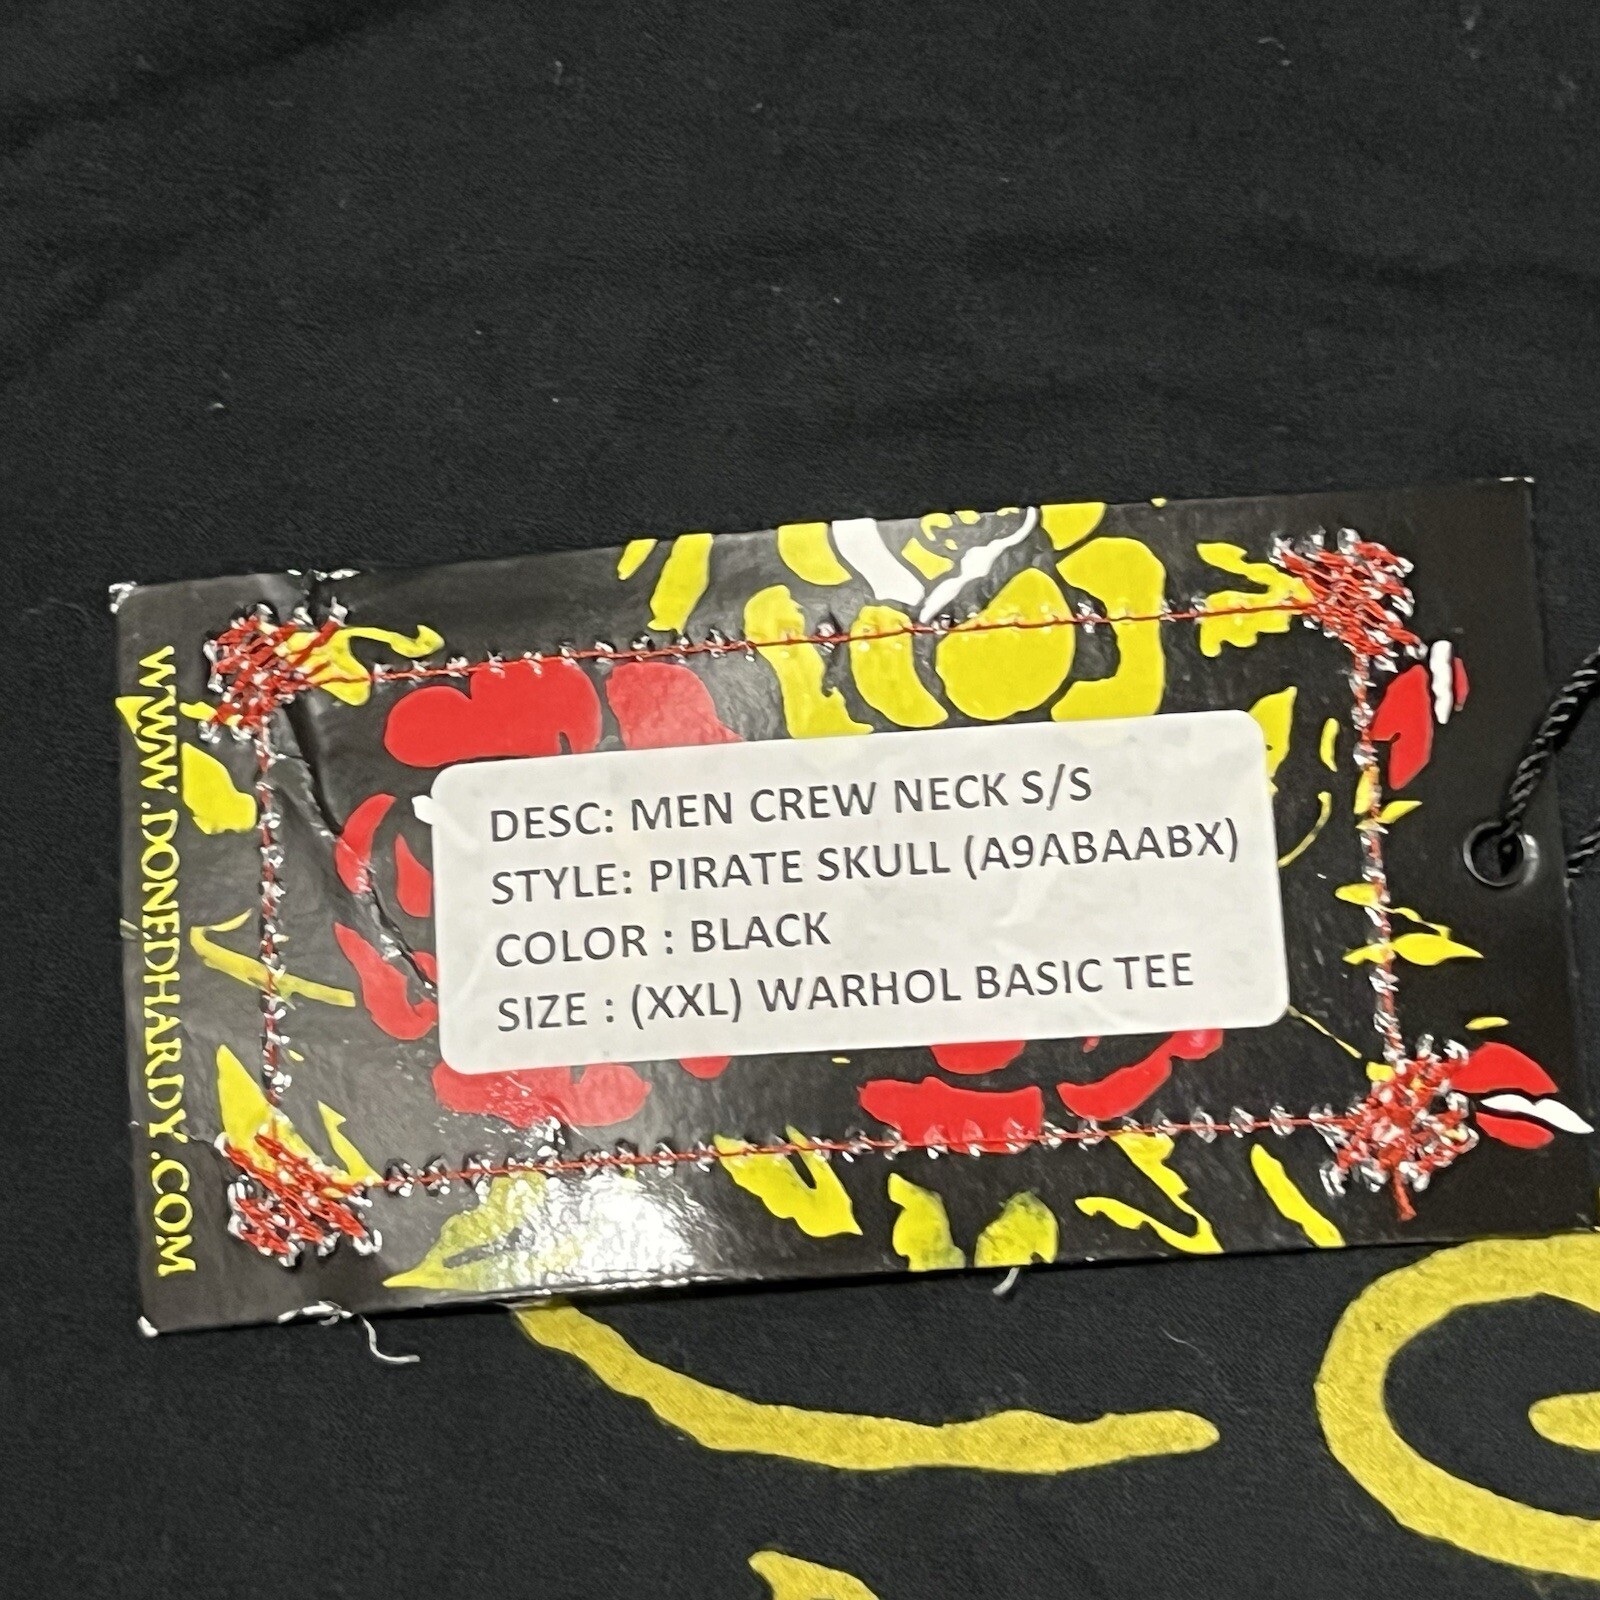 DESC: MEN CREW NECK S/S
STYLE: PIRATE SKULL (A9ABAABX)
COLOR : BLACK
SIZE : (XXL) WARHOL BASIC TEE
WWW.DONEDHARDY.COM